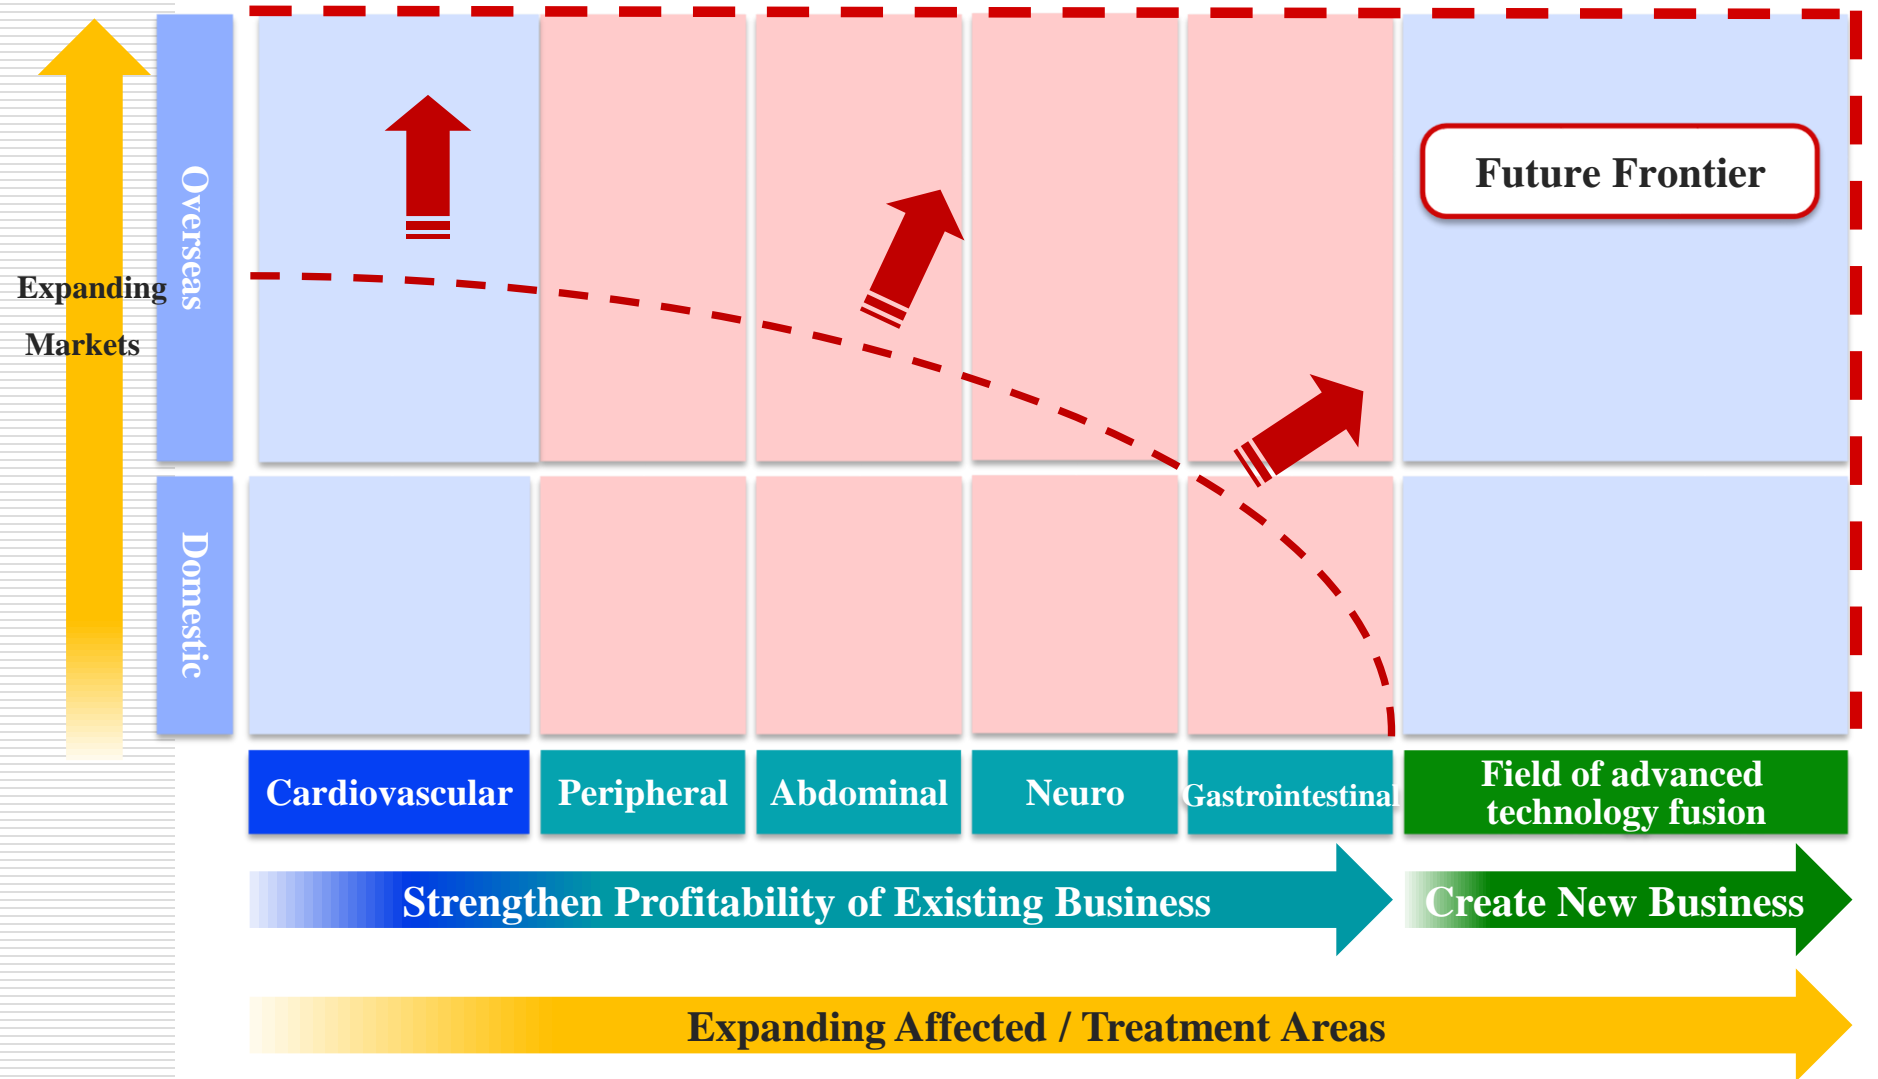 Overseas
Future Frontier
Expanding
Markets
Domestic
Cardiovascular
Peripheral
Abdominal
Neuro
Gastrointestinal
Field of advanced
technology fusion
Strengthen Profitability of Existing Business
Create New Business
Expanding Affected / Treatment Areas